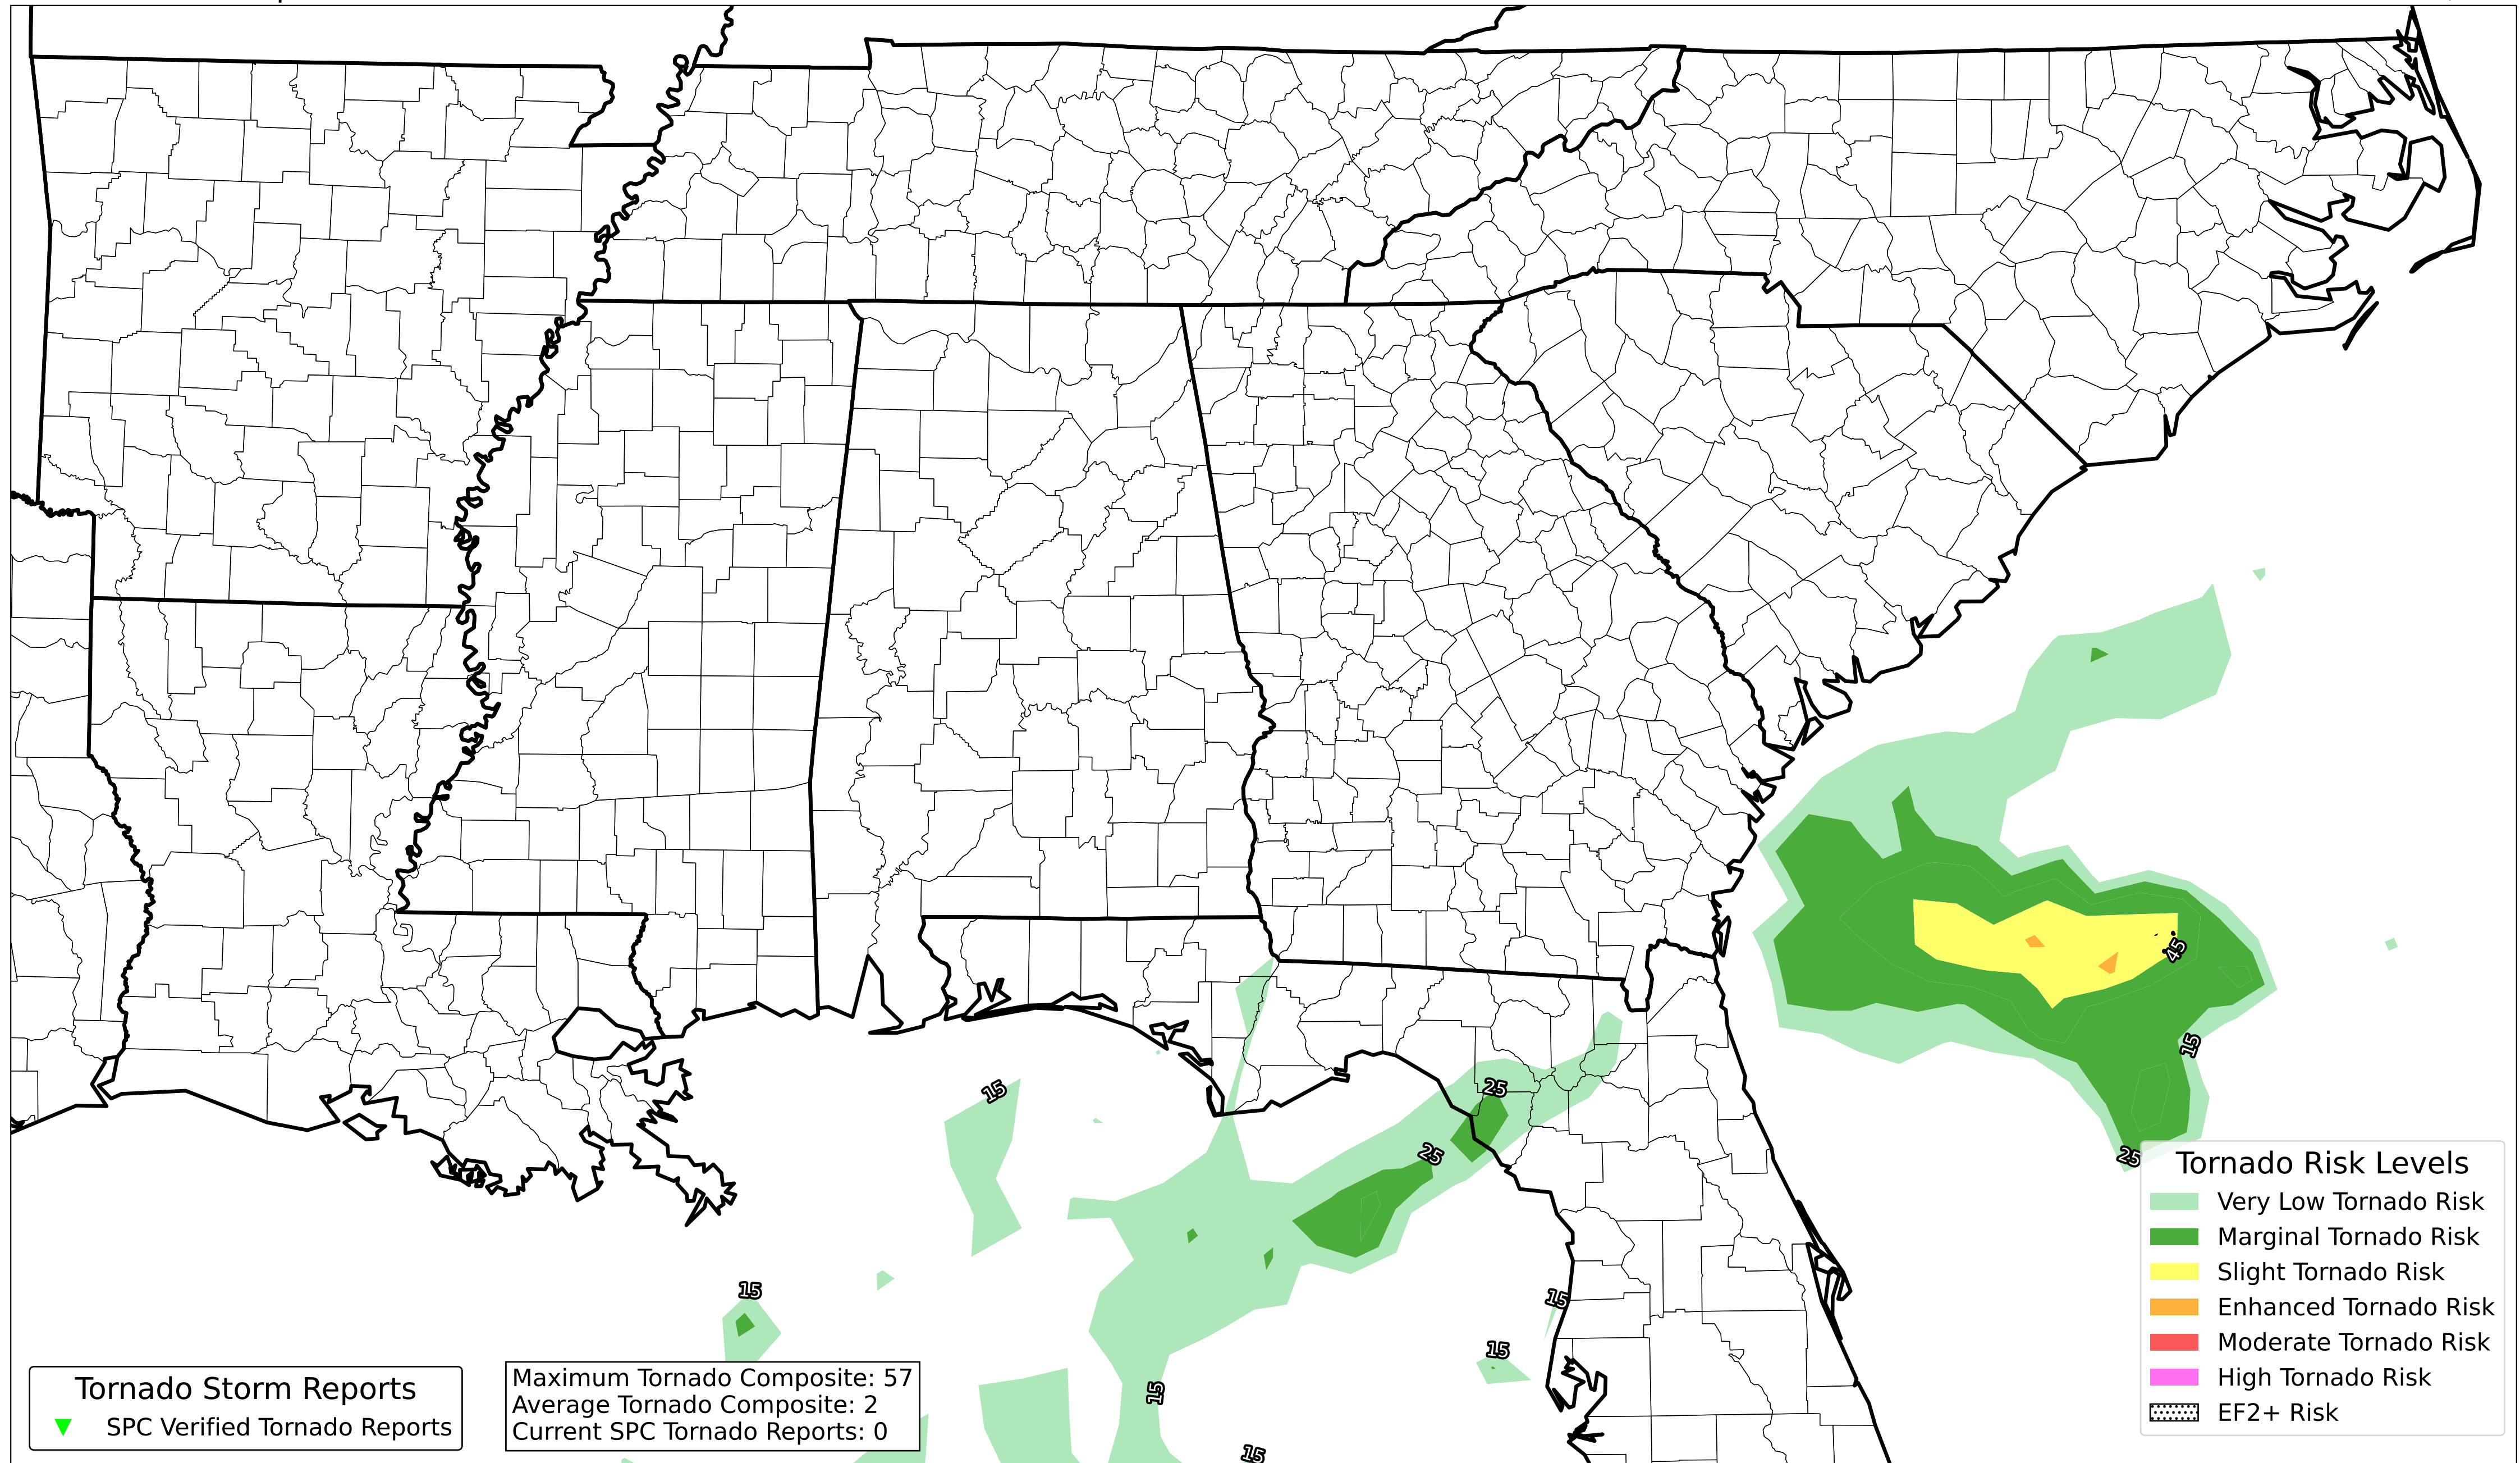 15
25
45
15
25
25
15
15
15
15
15
Tornado Risk Levels
Very Low Tornado Risk
Marginal Tornado Risk
Slight Tornado Risk
Enhanced Tornado Risk
Moderate Tornado Risk
High Tornado Risk
EF2+ Risk
Tornado Storm Reports
SPC Verified Tornado Reports
Maximum Tornado Composite: 57
Average Tornado Composite: 2
Current SPC Tornado Reports: 0